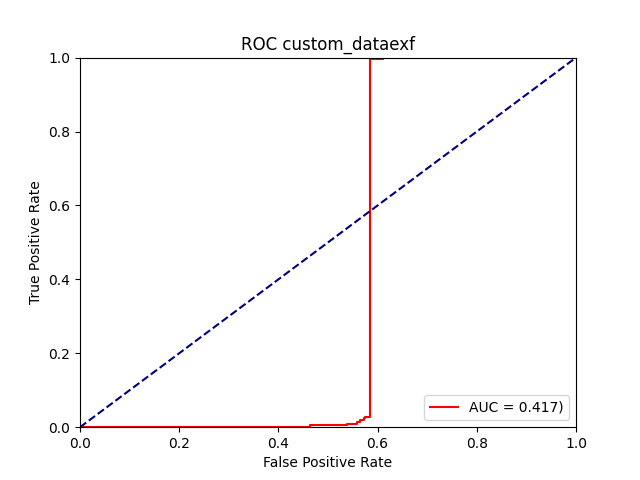 ROC custom_dataexf
True Positive Rate
1.0
0.8
0.6
0.4
0.2
0.0
0.0 0.2 0.4 0.6 0.8 1.0
False Positive Rate
AUC = 0.417)